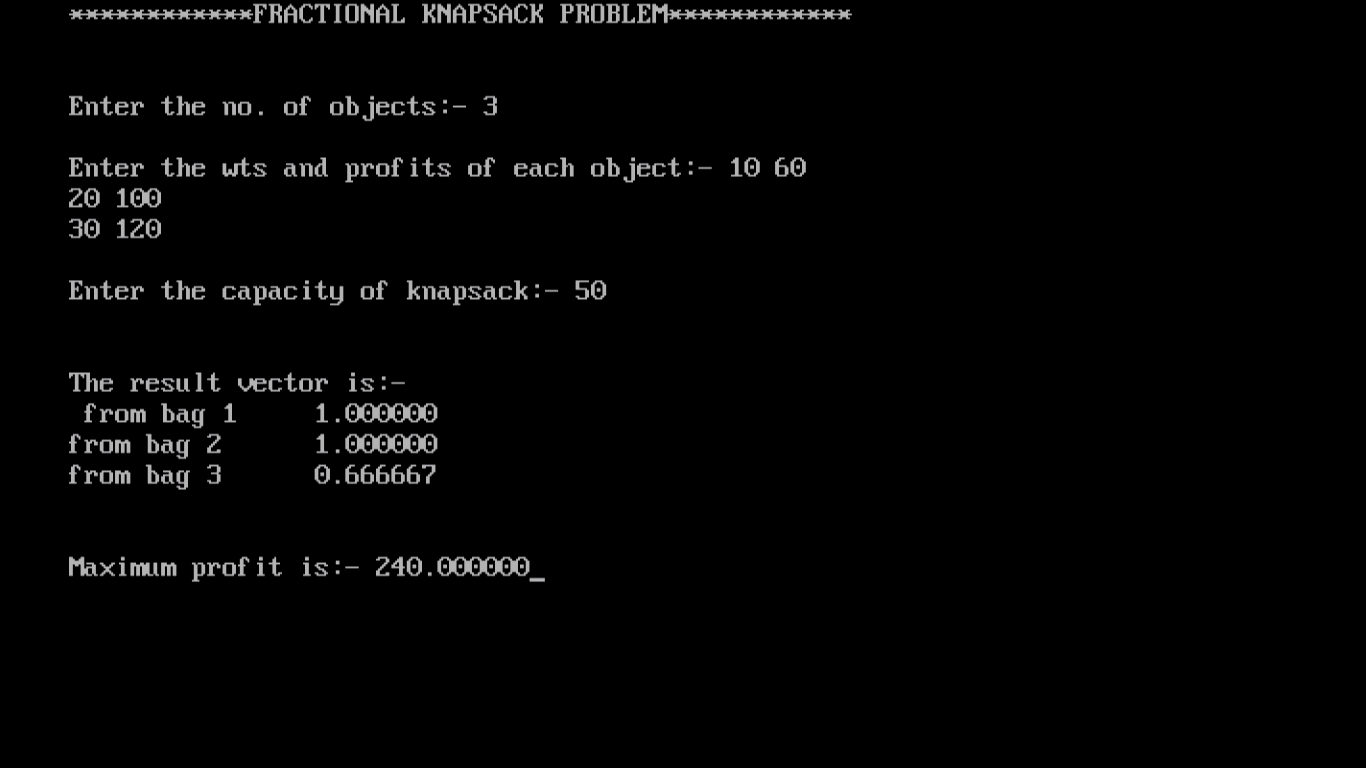 ************FRACTIONAL KNAPSACK PROBLEM************
Enter the no. of objects:- 3
Enter the wts and profits of each object:- 10 60
20 100
30 120
Enter the capacity of knapsack:- 50
The result vector is:-
from bag 1     1.000000
from bag 2      1.000000
from bag 3      0.666667
Maximum profit is:- 240.000000_